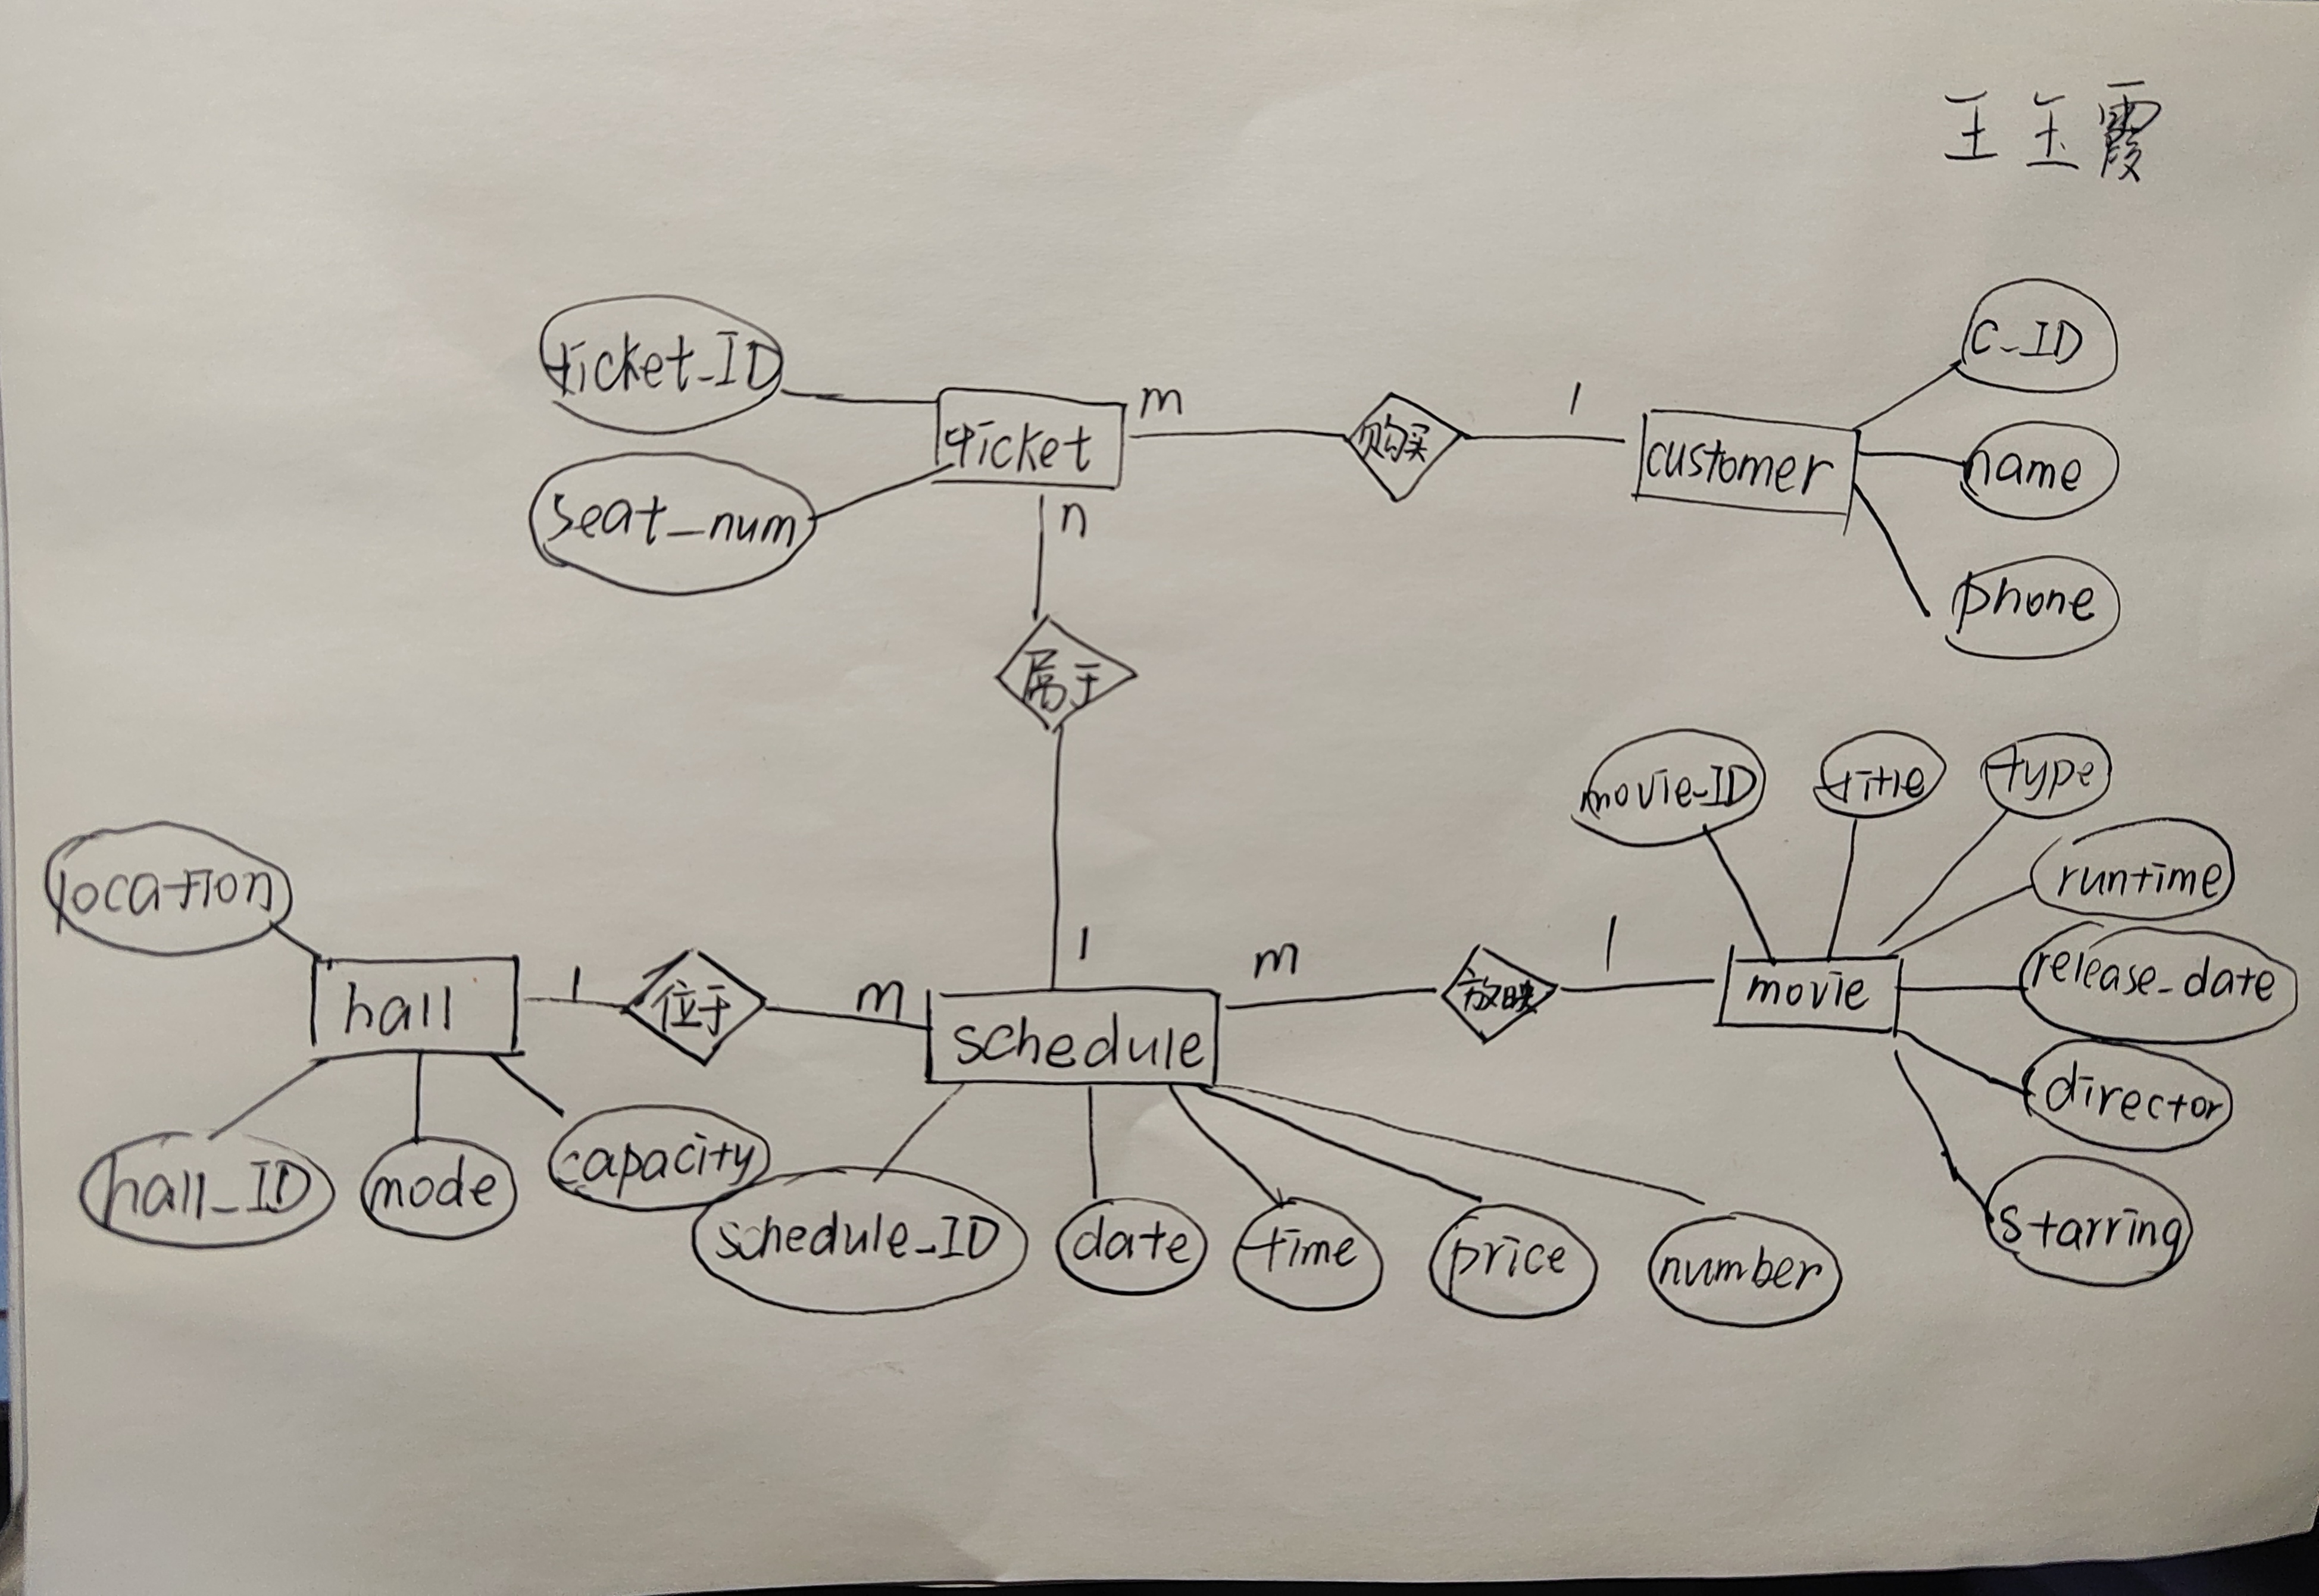 王玉霞
C_ID
ticket_ID
ticket
m
购买
1
customer
name
seat_num
n
phone
属于
movie_ID
title
type
location
runtime
hall
1
位于
m
schedule
1
m
放映
1
movie
release_date
director
hall_ID
mode
capacity
schedule_ID
date
time
price
number
starring